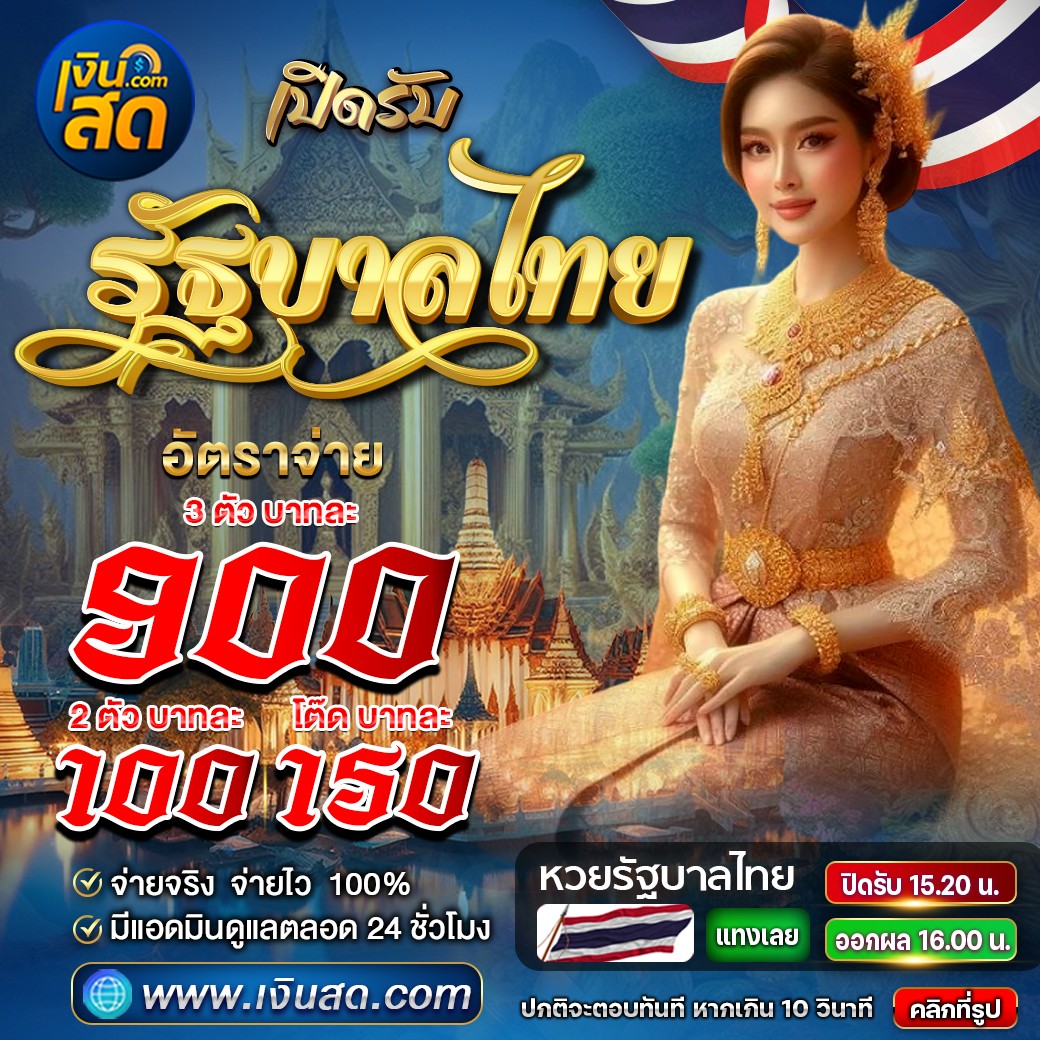 เงินสด.com
เปิดรับ
รัฐบาลไทย
อัตราจ่าย
3 ตัว บาทละ
900
2 ตัว บาทละ โต๊ด บาทละ
100 150
จ่ายจริง จ่ายไว 100%
มีแอดมินดูแลตลอด 24 ชั่วโมง
www.เงินสด.com
หวยรัฐบาลไทย
ปิดรับ 15.20 น.
แทงเลย
ออกผล 16.00 น.
ปกติจะตอบทันที หากเกิน 10 วินาที คลิกที่รูป